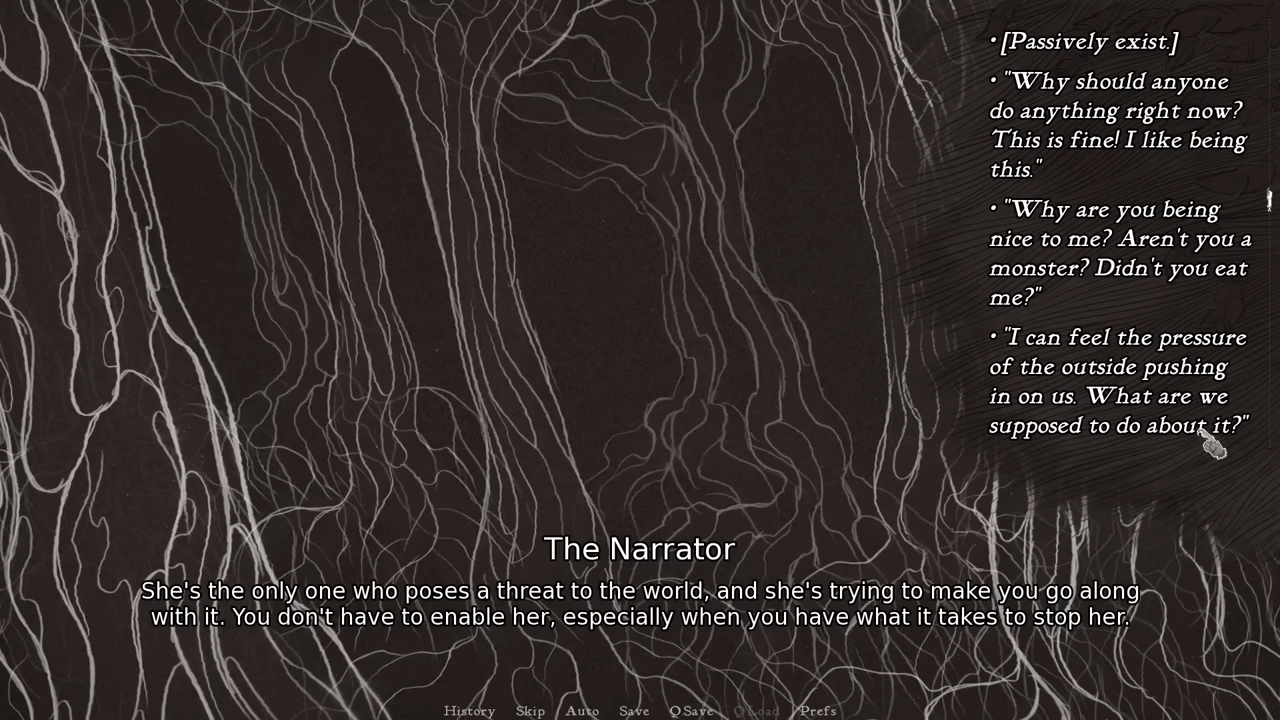 • [Passively exist.]
• "Why should anyone
do anything right now?
This is fine! I like being
this."
• "Why are you being
nice to me? Aren't you a
monster? Didn't you eat
me?"
• "I can feel the pressure
of the outside pushing
in on us. What are we
supposed to do about it?"
The Narrator
She's the only one who poses a threat to the world, and she's trying to make you go along
with it. You don't have to enable her, especially when you have what it takes to stop her.
History Skip Auto Save Q.Save Q.Load Prefs